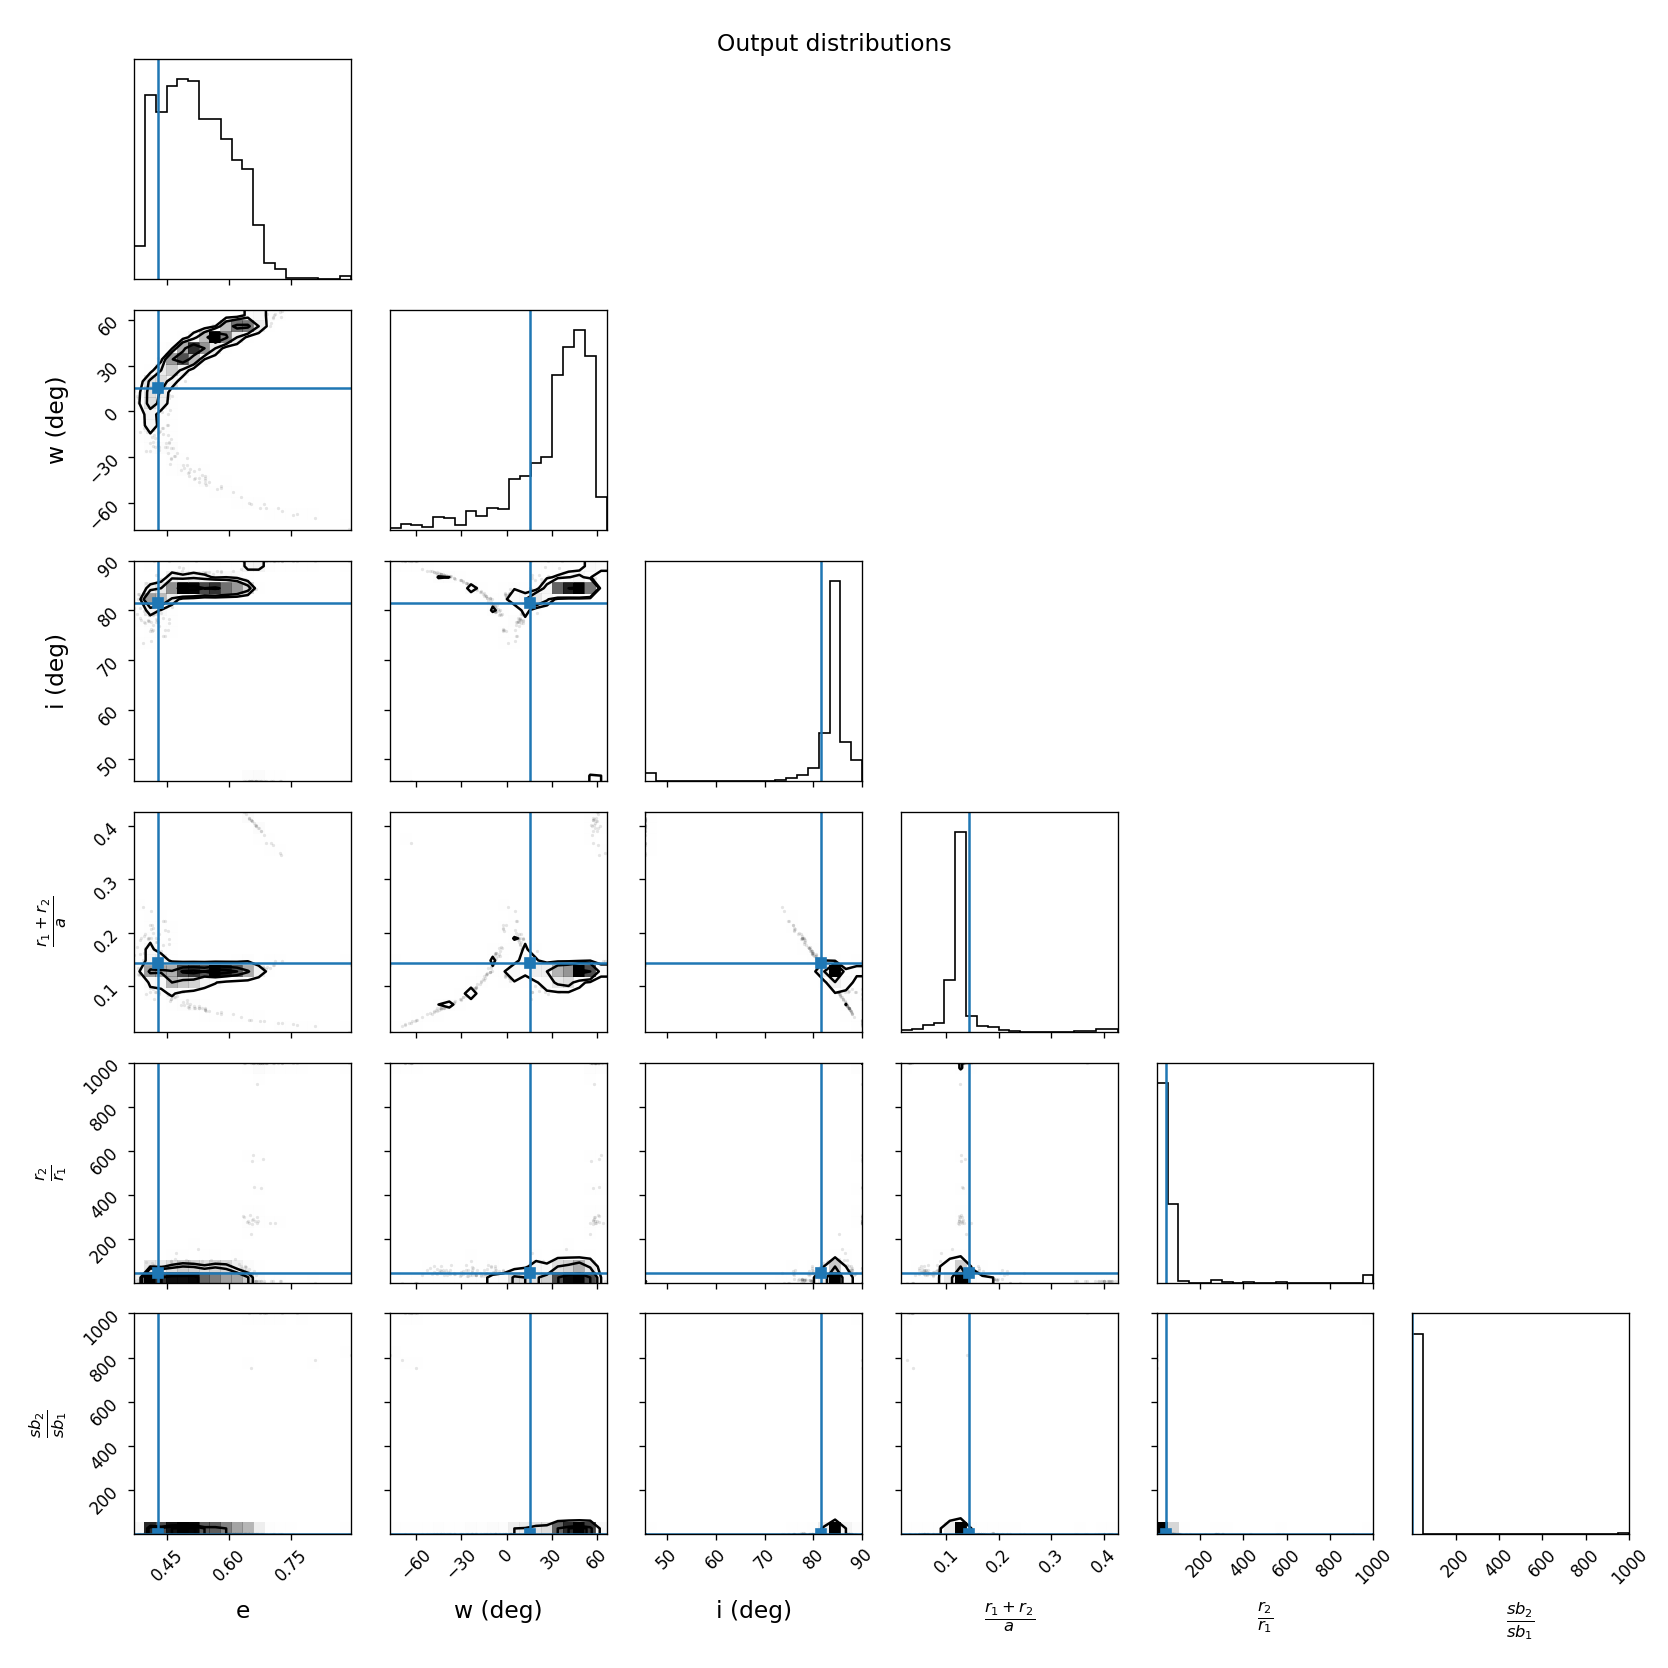 Output distributions
60
30
0
−30
−60
w (deg)
90
80
70
60
50
i (deg)
0.4
0.3
0.2
0.1
r1 + r2
a
1000
800
600
400
200
r2
r1
1000
800
600
400
200
sb2
sb1
0.45 0.60 0.75 −60 −30 0 30 60 50 60 70 80 90 0.1 0.2 0.3 0.4 200 400 600 800 1000 200 400 600 800 1000
e w (deg) i (deg)
r1 + r2
a
r2
r1
sb2
sb1